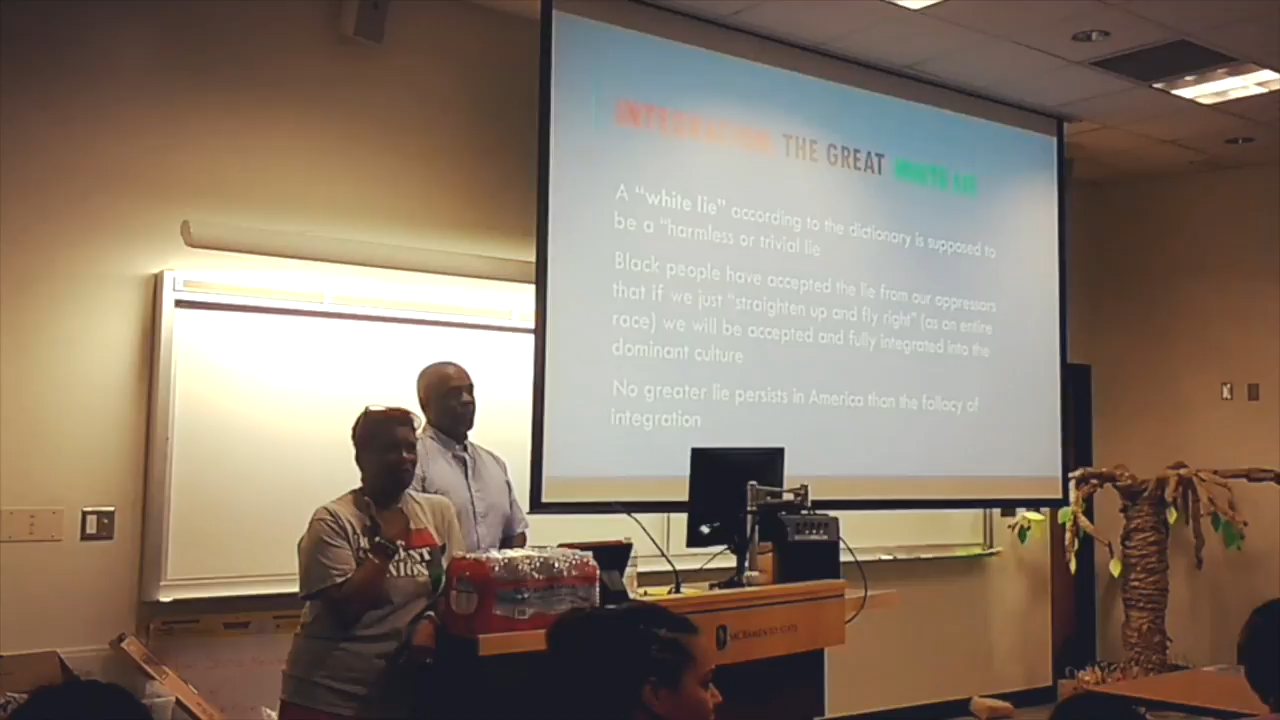 INTEGRATION: THE GREAT WHITE LIE
A "white lie" according to the dictionary is supposed to
be a "harmless or trivial lie
Black people have accepted the lie from our oppressors
that if we just "straighten up and fly right" (as an entire
race) we will be accepted and fully integrated into the
dominant culture
No greater lie persists in America than the fallacy of
integration
SACRAMENTO STATE